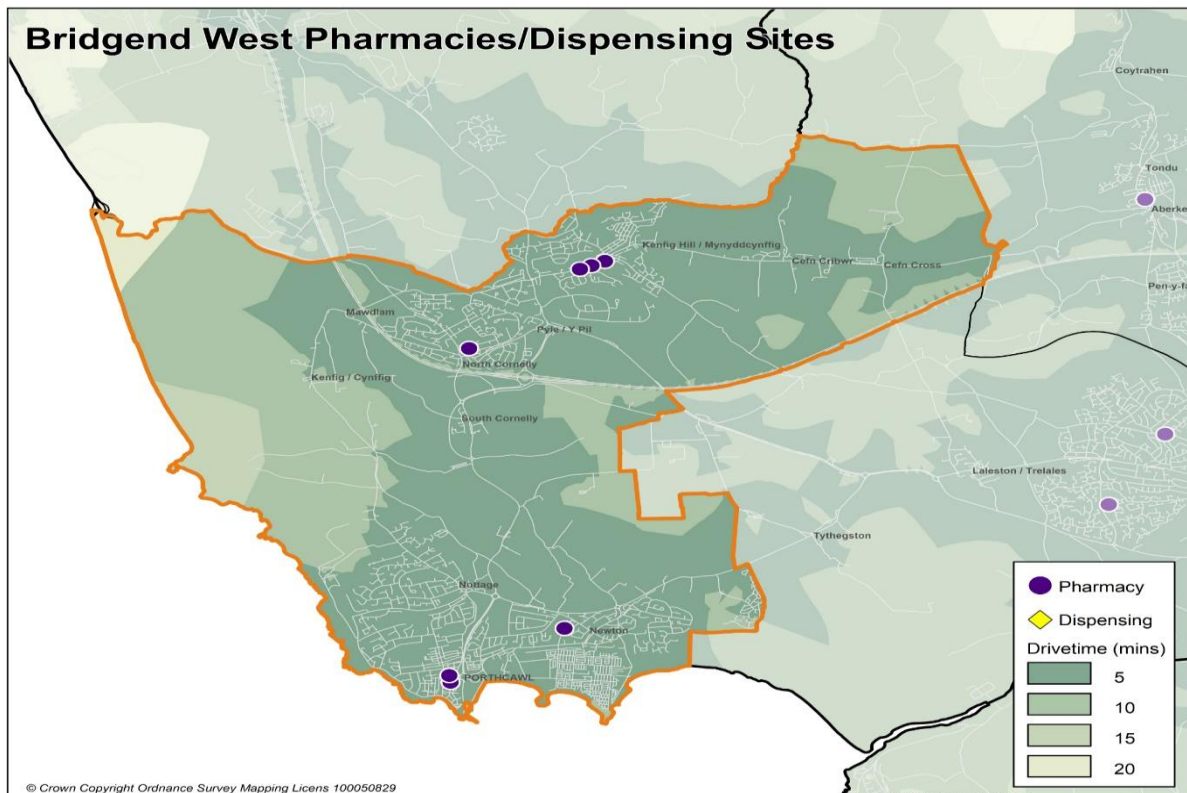 Bridgend West Pharmacies/Dispensing Sites
Coytrahen
Tondu
Aberke
Kenfig Hill / Mynyddcynffig
Cefn Cribwr
Cefn Cross
Pen-y-fa
Mawdlam
Pyle / Y Pil
North Cornelly
Kenfig / Cynffig
South Cornelly
Laleston / Trelales
Tythegston
Nottage
Newton
PORTHCAWL
Pharmacy
Dispensing
Drivetime (mins)
5
10
15
20
© Crown Copyright Ordnance Survey Mapping Licens 100050829